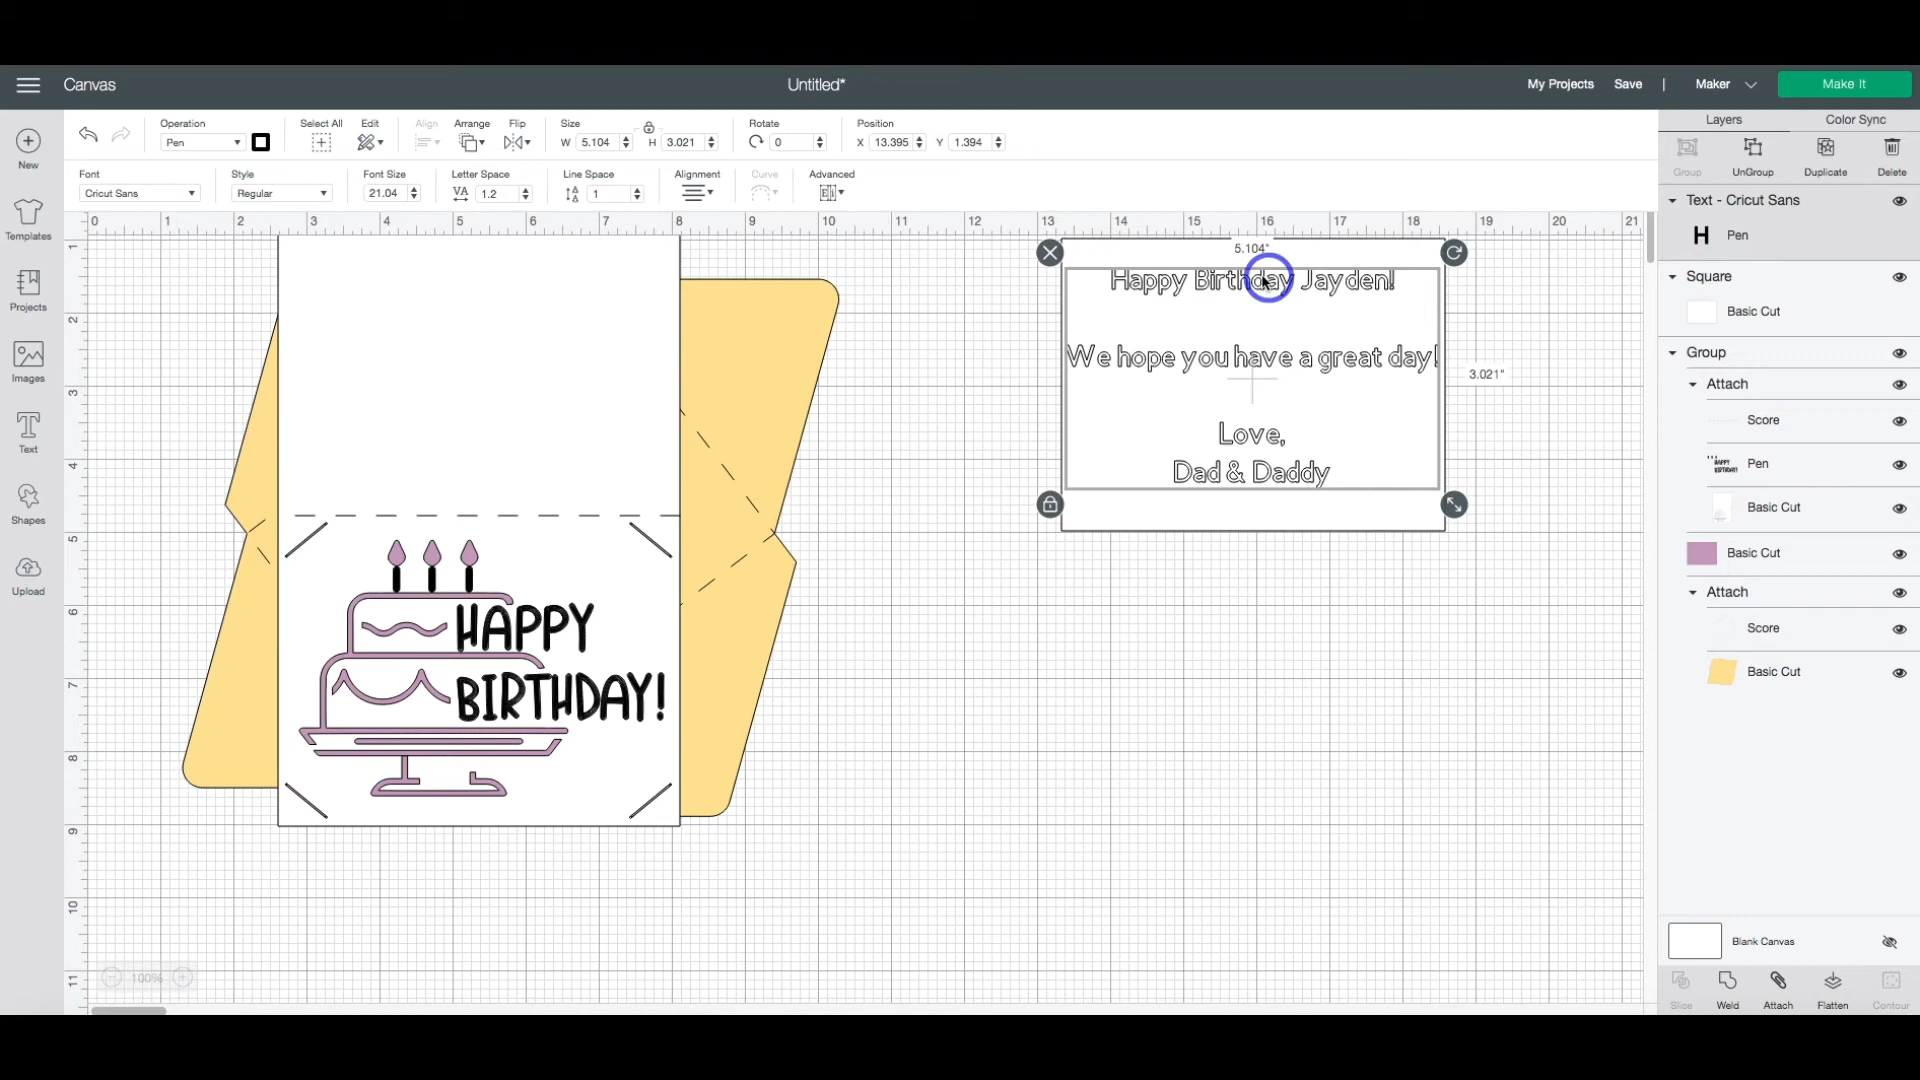 Canvas
Untitled*
My Projects Save | Maker Make It
Operation
Pen
Select All
Edit
Align
Arrange
Flip
Size
W 5.104 H 3.021
Rotate
0
Position
X 13.395 Y 1.394
Font
Cricut Sans
Style
Regular
Font Size
21.04
Letter Space
VA 1.2
Line Space
1
Alignment
Curve
Advanced
New
Templates
Projects
Images
Text
Shapes
Upload
0 1 2 3 4 5 6 7 8 9 10 11 12 13 14 15 16 17 18 19 20 21
1
2
3
4
5
6
7
8
9
10
11
5.104"
Happy Birthday Jayden!
We hope you have a great day!
3.021"
Love,
Dad & Daddy
HAPPY
BIRTHDAY!
100%
Layers Color Sync
Group UnGroup Duplicate Delete
Text - Cricut Sans
H Pen
Square
Basic Cut
Group
Attach
Score
HAPPY
BIRTHDAY!
Pen
Basic Cut
Basic Cut
Attach
Score
Basic Cut
Blank Canvas
Slice Weld Attach Flatten Contour